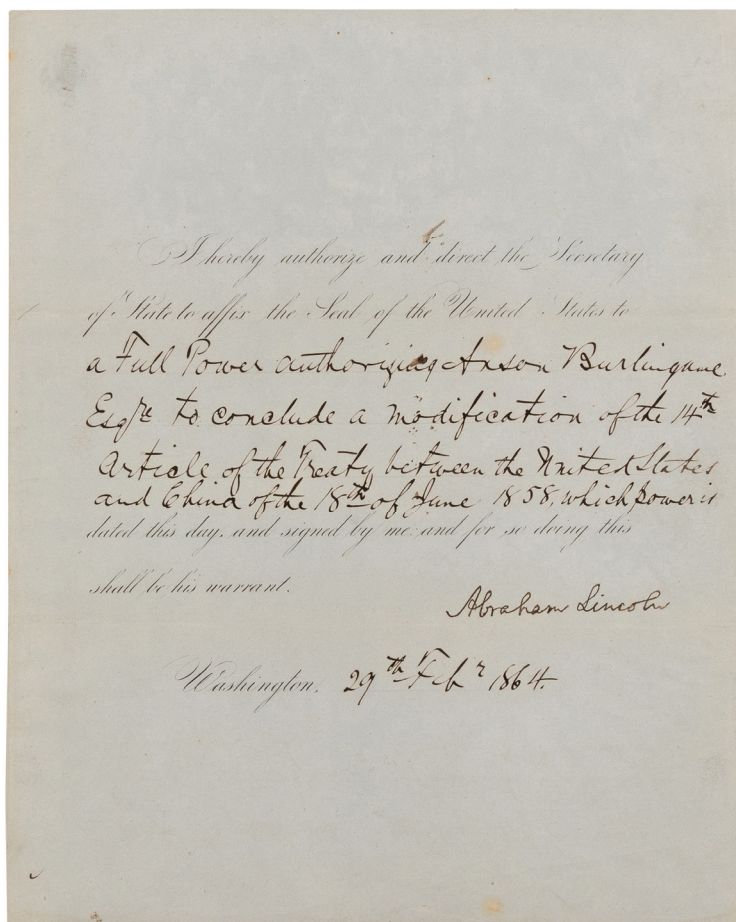 I hereby authorize and direct the Secretary
of State to affix the Seal of the United States to
a Full Power authorizing Anson Burlingame
Esqre to conclude a modification of the 14th
Article of the Treaty between the United States
and China of the 18th of June 1858, which power is
dated this day, and signed by me: and for so doing this
shall be his warrant.
Abraham Lincoln
Washington, 29th Febr 1864.